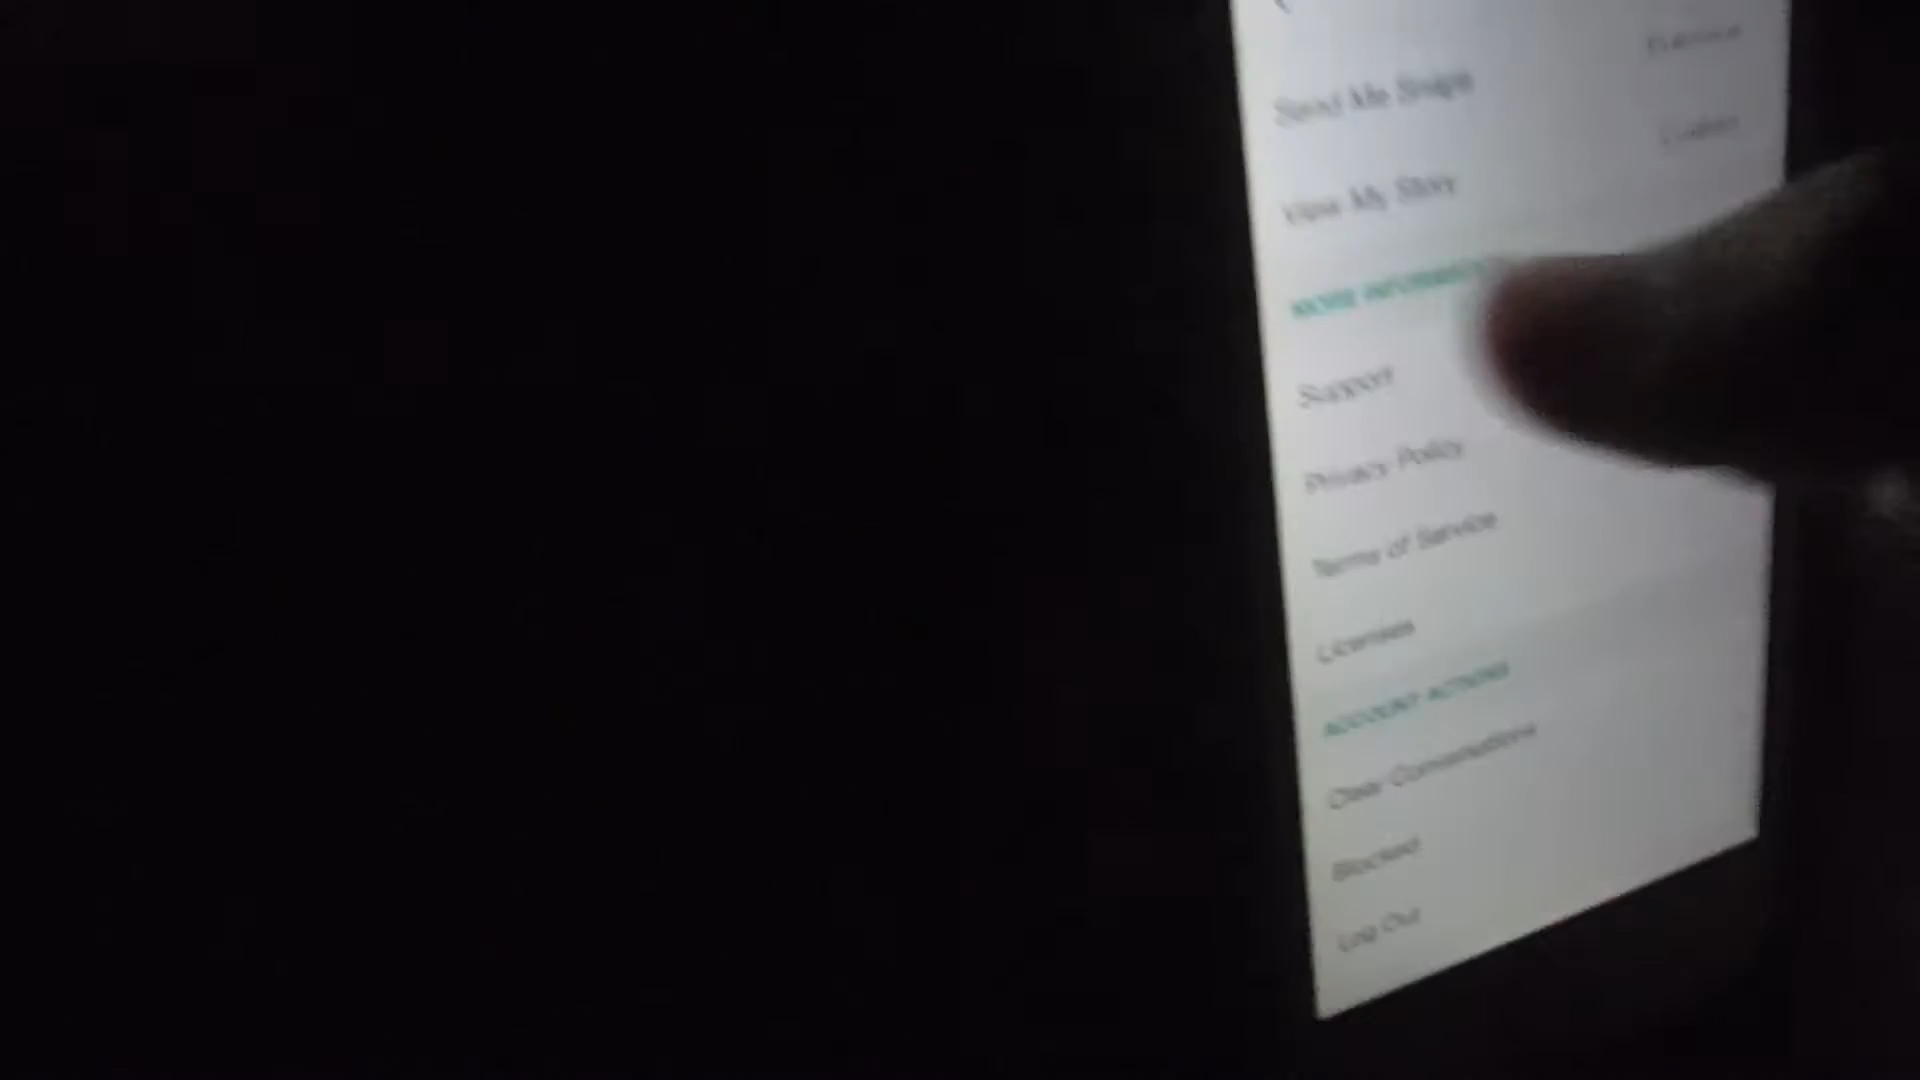 Send Me Snaps
View My Story
MORE
Support
Privacy Policy
Terms of Service
Licenses
ACCOUNT ACTIONS
Clear Conversations
Blocked
Log Out